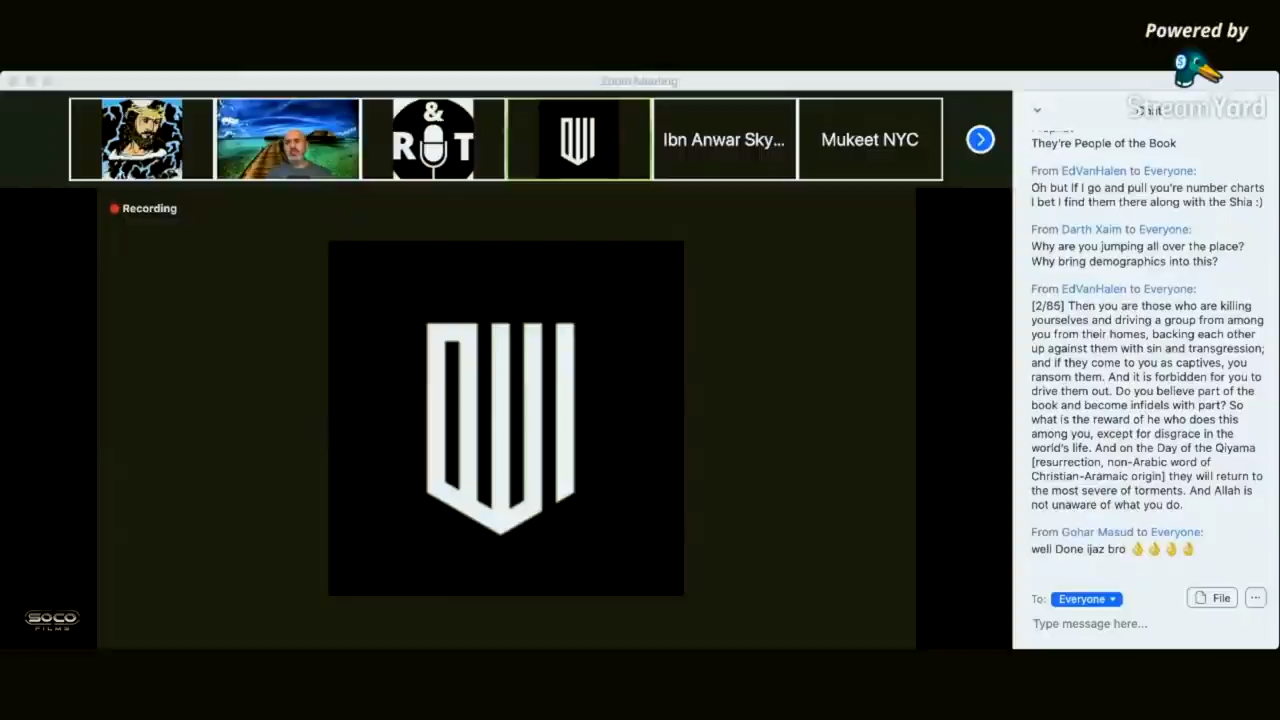 Powered by
StreamYard
Zoom Meeting
&
R T
Ibn Anwar Sky...
Mukeet NYC
Recording
They're People of the Book
From EdVanHalen to Everyone:
Oh but If I go and pull you're number charts
I bet I find them there along with the Shia :)
From Darth Xaim to Everyone:
Why are you jumping all over the place?
Why bring demographics into this?
From EdVanHalen to Everyone:
[2/85] Then you are those who are killing
yourselves and driving a group from among
you from their homes, backing each other
up against them with sin and transgression;
and if they come to you as captives, you
ransom them. And it is forbidden for you to
drive them out. Do you believe part of the
book and become infidels with part? So
what is the reward of he who does this
among you, except for disgrace in the
world's life. And on the Day of the Qiyama
[resurrection, non-Arabic word of
Christian-Aramaic origin] they will return to
the most severe of torments. And Allah is
not unaware of what you do.
From Gohar Masud to Everyone:
well Done ijaz bro 👌👌👌👌
To: Everyone
File
Type message here...
SOCO
FILMS